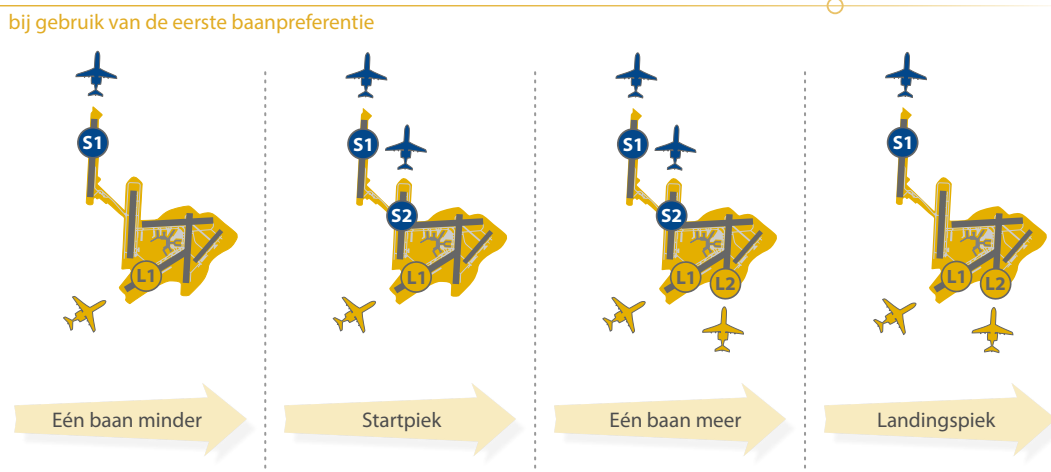 bij gebruik van de eerste baanpreferentie
S1
L1
Eén baan minder
S1
S2
L1
Startpiek
S1
S2
L1
L2
Eén baan meer
S1
L1
L2
Landingspiek